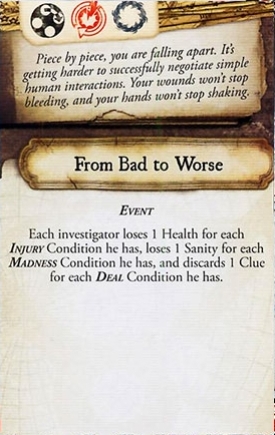 Piece by piece, you are falling apart. It's
getting harder to successfully negotiate simple
human interactions. Your wounds won't stop
bleeding, and your hands won't stop shaking.
From Bad to Worse
EVENT
Each investigator loses 1 Health for each
INJURY Condition he has, loses 1 Sanity for each
MADNESS Condition he has, and discards 1 Clue
for each DEAL Condition he has.